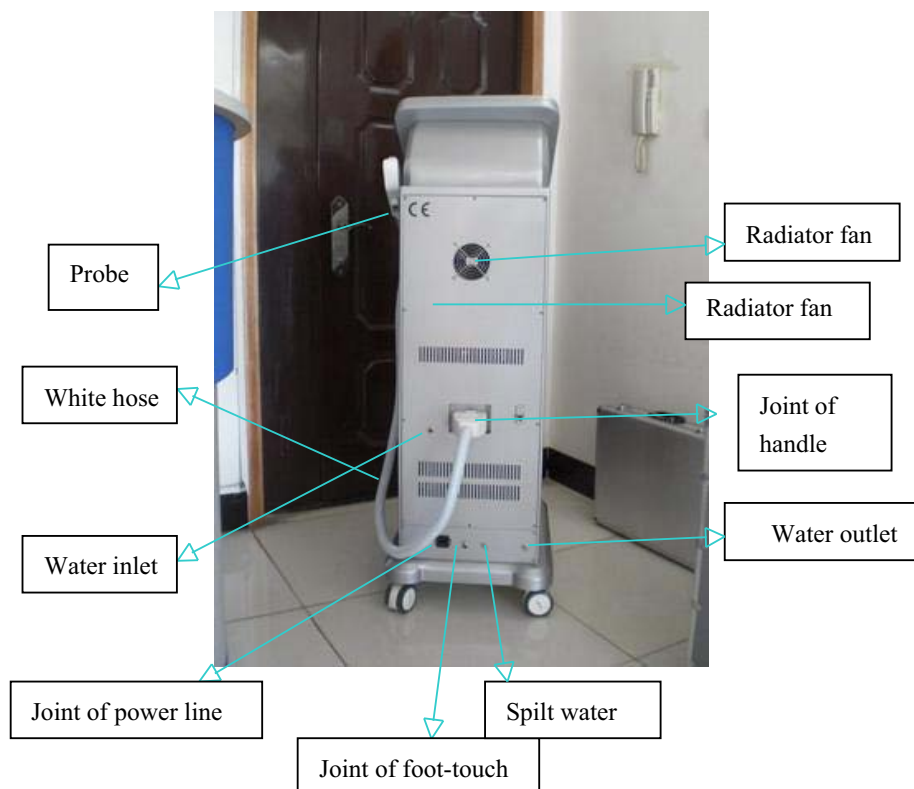 CE
Radiator fan
Probe
Radiator fan
White hose
Joint of
handle
Water inlet
Water outlet
Joint of power line
Spilt water
Joint of foot-touch